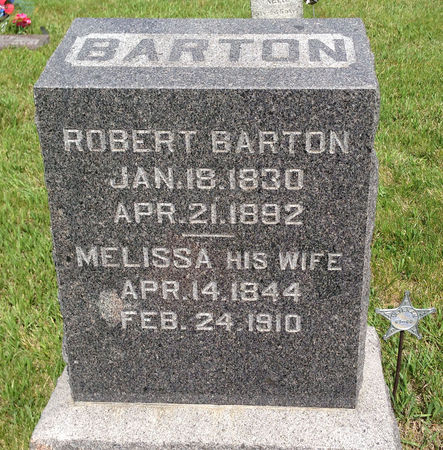 BARTON
ROBERT BARTON
JAN. 18. 1830
APR. 21. 1892
MELISSA HIS WIFE
APR. 14. 1844
FEB. 24. 1910